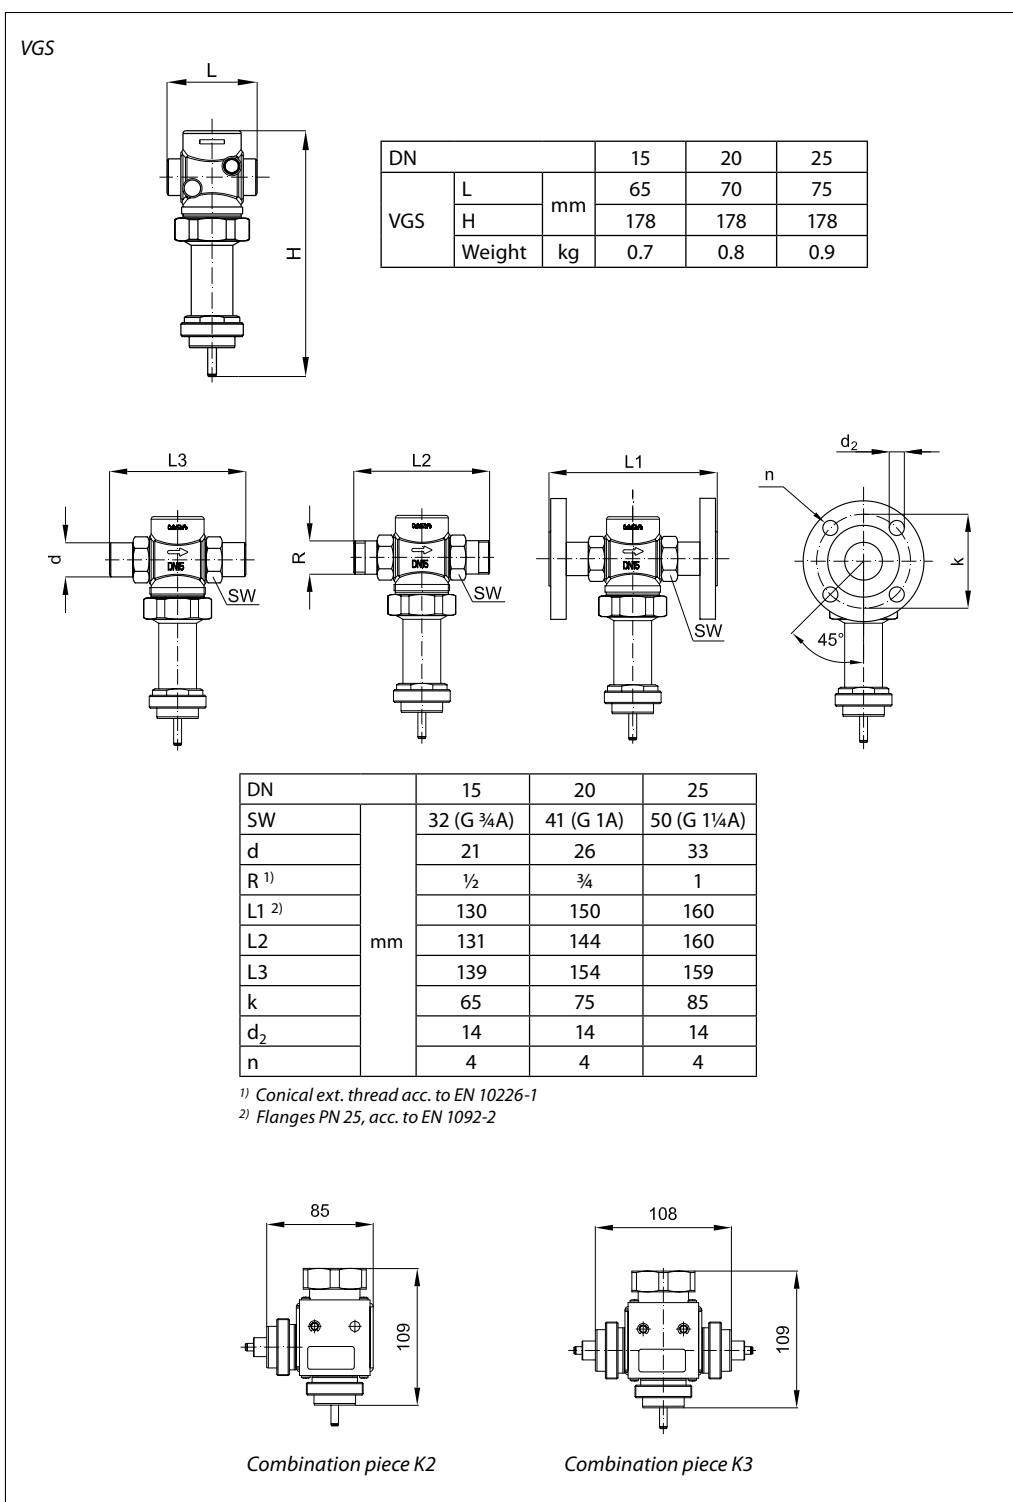 VGS
L
H
DN 15 20 25
VGS L mm 65 70 75
H 178 178 178
Weight kg 0.7 0.8 0.9
L3
d
SW
DN15
L2
R
SW
DN15
L1
SW
DN15
d2
n
k
45°
DN 15 20 25
SW mm 32 (G ¾A) 41 (G 1A) 50 (G 1¼A)
d 21 26 33
R 1) ½ ¾ 1
L1 2) 130 150 160
L2 131 144 160
L3 139 154 159
k 65 75 85
d2 14 14 14
n 4 4 4
1) Conical ext. thread acc. to EN 10226-1
2) Flanges PN 25, acc. to EN 1092-2
85
109
108
109
Combination piece K2
Combination piece K3